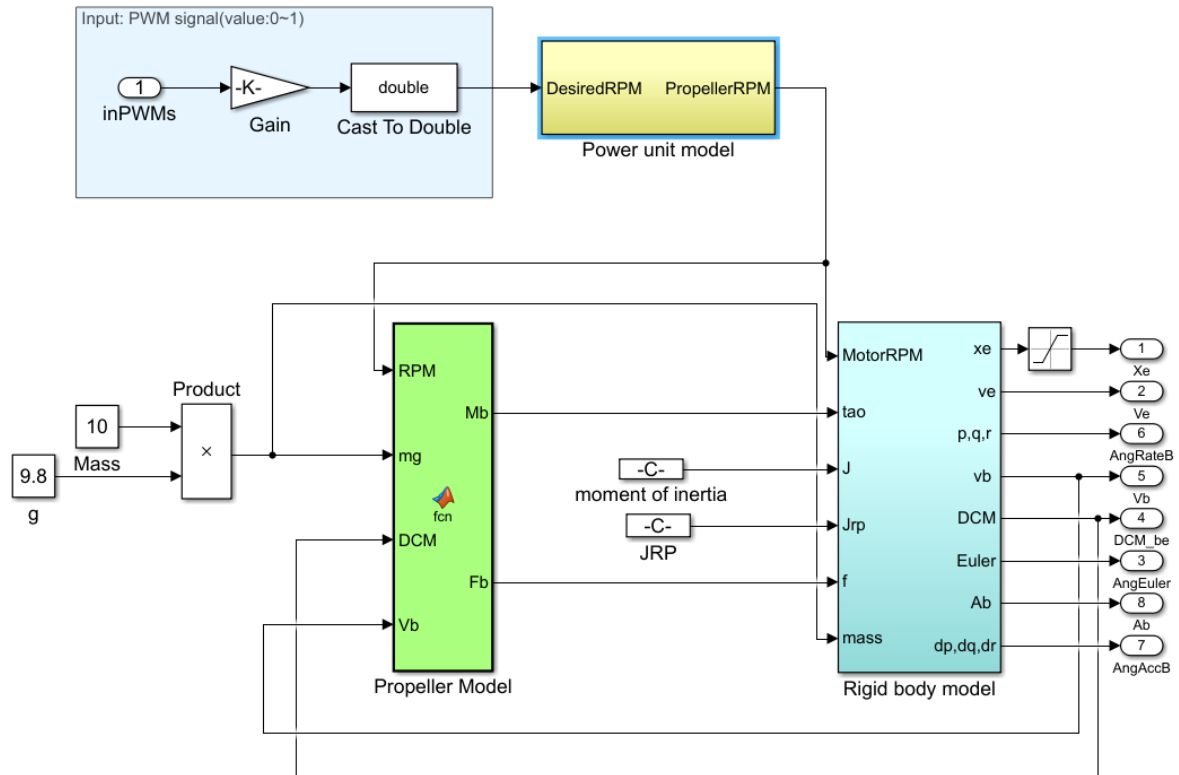 Input: PWM signal(value:0~1)
1
inPWMs
-K-
Gain
double
Cast To Double
DesiredRPM
PropellerRPM
Power unit model
Product
×
10
Mass
9.8
g
RPM
mg
DCM
Vb
Mb
Fb
fcn
Propeller Model
-C-
moment of inertia
-C-
JRP
MotorRPM
tao
J
Jrp
f
mass
xe
ve
p,q,r
vb
DCM
Euler
Ab
dp,dq,dr
Rigid body model
1
Xe
2
Ve
6
AngRateB
5
Vb
4
DCM_be
3
AngEuler
8
Ab
7
AngAccB